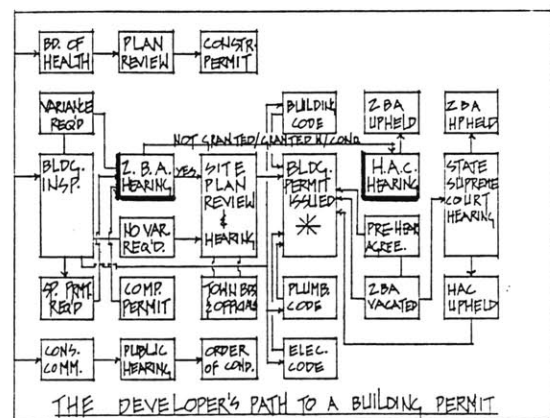 BD. OF
HEALTH
PLAN
REVIEW
CONSTR.
PERMIT
VARIANCE
REQ'D
BUILDING
CODE
ZBA
UPHELD
ZBA
UPHELD
NOT GRANTED/GRANTED W/COND.
BLDG.
INSP.
Z.B.A.
HEARING
YES
SITE
PLAN
REVIEW
&
HEARING
BLDG.
PERMIT
ISSUED
H.A.C.
HEARING
STATE
SUPREME
COURT
HEARING
NO VAR.
REQ'D.
PRE-HEAR
AGREE.
SP. PRMT.
REQ'D
COMP.
PERMIT
TOWN BDS
& OFFICIALS
PLUMB.
CODE
ZBA
VACATED
HAC
UPHELD
CONS.
COMM.
PUBLIC
HEARING
ORDER
OF COND.
ELEC.
CODE
THE DEVELOPER'S PATH TO A BUILDING PERMIT